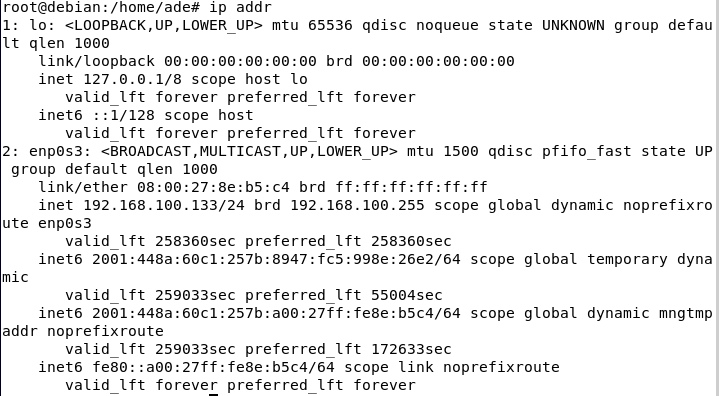 root@debian:/home/ade# ip addr
1: lo: <LOOPBACK,UP,LOWER_UP> mtu 65536 qdisc noqueue state UNKNOWN group defau
lt qlen 1000
    link/loopback 00:00:00:00:00:00 brd 00:00:00:00:00:00
    inet 127.0.0.1/8 scope host lo
       valid_lft forever preferred_lft forever
    inet6 ::1/128 scope host
       valid_lft forever preferred_lft forever
2: enp0s3: <BROADCAST,MULTICAST,UP,LOWER_UP> mtu 1500 qdisc pfifo_fast state UP
 group default qlen 1000
    link/ether 08:00:27:8e:b5:c4 brd ff:ff:ff:ff:ff:ff
    inet 192.168.100.133/24 brd 192.168.100.255 scope global dynamic noprefixro
ute enp0s3
       valid_lft 258360sec preferred_lft 258360sec
    inet6 2001:448a:60c1:257b:8947:fc5:998e:26e2/64 scope global temporary dyna
mic
       valid_lft 259033sec preferred_lft 55004sec
    inet6 2001:448a:60c1:257b:a00:27ff:fe8e:b5c4/64 scope global dynamic mngtmp
addr noprefixroute
       valid_lft 259033sec preferred_lft 172633sec
    inet6 fe80::a00:27ff:fe8e:b5c4/64 scope link noprefixroute
       valid_lft forever preferred_lft forever